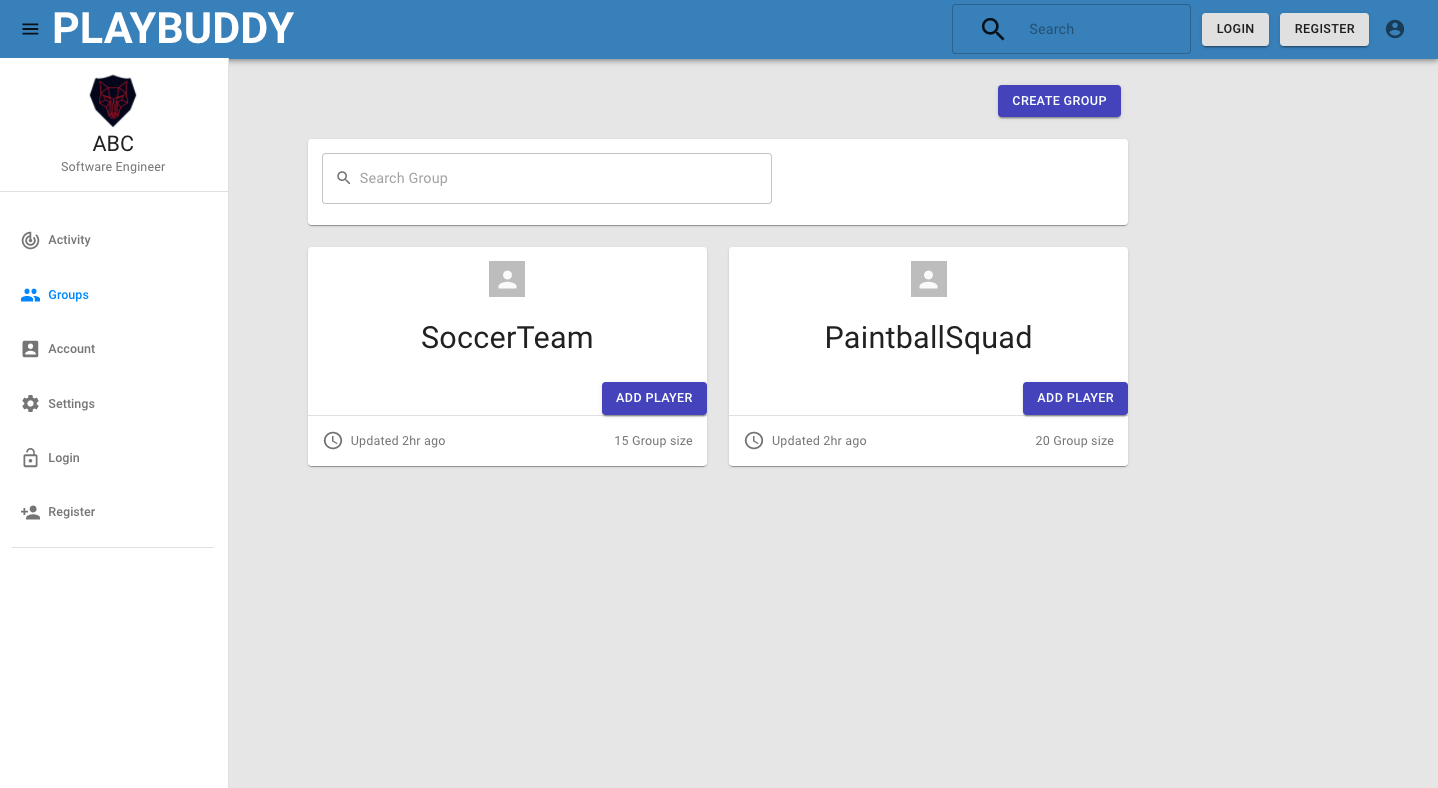 PLAYBUDDY
Search
LOGIN
REGISTER
ABC
Software Engineer
Activity
Groups
Account
Settings
Login
Register
CREATE GROUP
Search Group
SoccerTeam
ADD PLAYER
Updated 2hr ago
15 Group size
PaintballSquad
ADD PLAYER
Updated 2hr ago
20 Group size